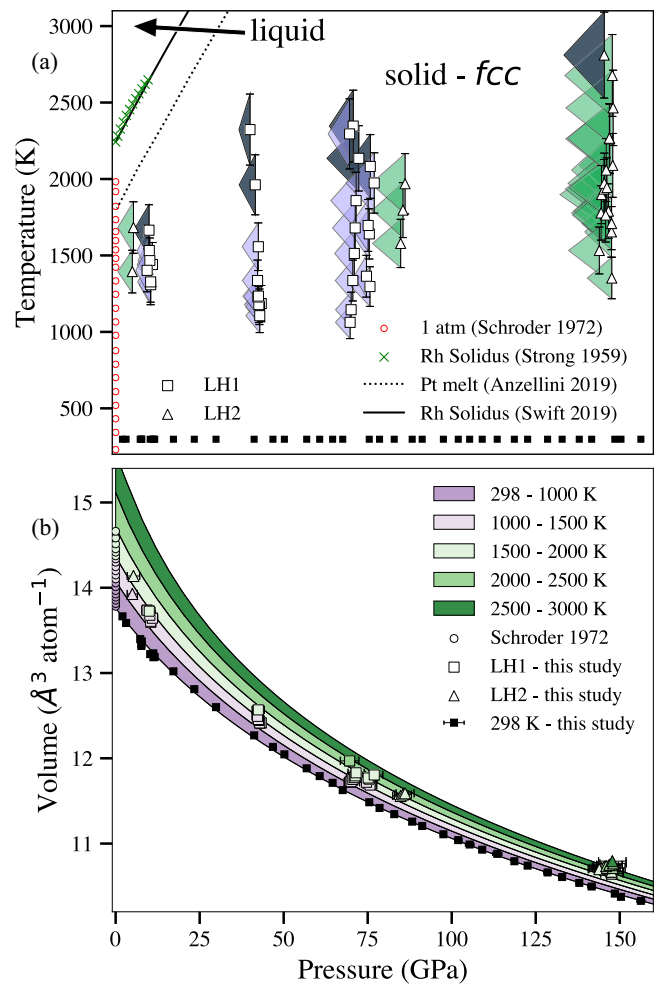 3000
liquid
(a)
solid - fcc
2500
2000
1500
1000
500
Temperature (K)
1 atm (Schroder 1972)
Rh Solidus (Strong 1959)
LH1
Pt melt (Anzellini 2019)
LH2
Rh Solidus (Swift 2019)
(b)
15
14
13
12
11
Volume (Å³ atom⁻¹)
298 - 1000 K
1000 - 1500 K
1500 - 2000 K
2000 - 2500 K
2500 - 3000 K
Schroder 1972
LH1 - this study
LH2 - this study
298 K - this study
0 25 50 75 100 125 150
Pressure (GPa)